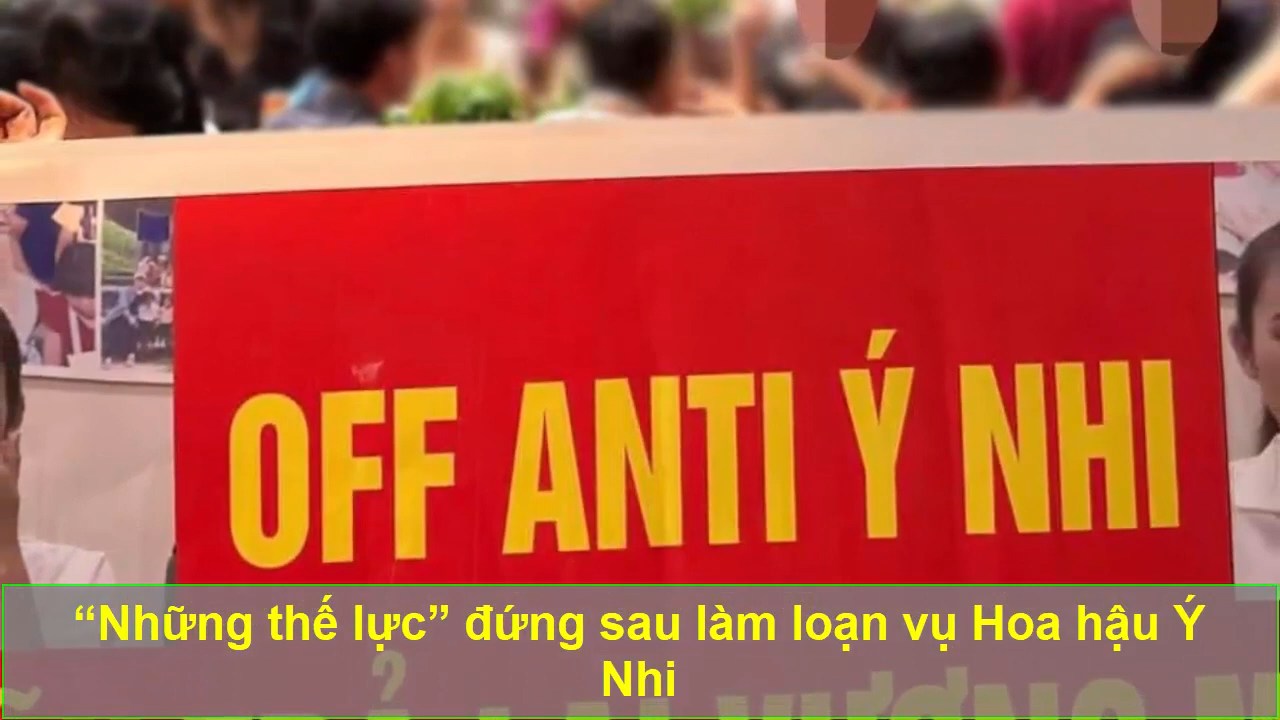 OFF ANTI Ý NHI
“Những thế lực” đứng sau làm loạn vụ Hoa hậu Ý
Nhi